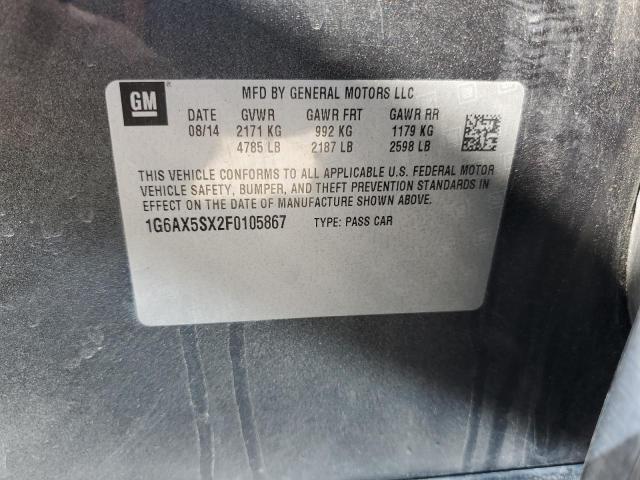 GM
MFD BY GENERAL MOTORS LLC
DATE GVWR GAWR FRT GAWR RR
08/14 2171 KG 992 KG 1179 KG
4785 LB 2187 LB 2598 LB
THIS VEHICLE CONFORMS TO ALL APPLICABLE U.S. FEDERAL MOTOR
VEHICLE SAFETY, BUMPER, AND THEFT PREVENTION STANDARDS IN
EFFECT ON THE DATE OF MANUFACTURE SHOWN ABOVE.
1G6AX5SX2F0105867 TYPE: PASS CAR